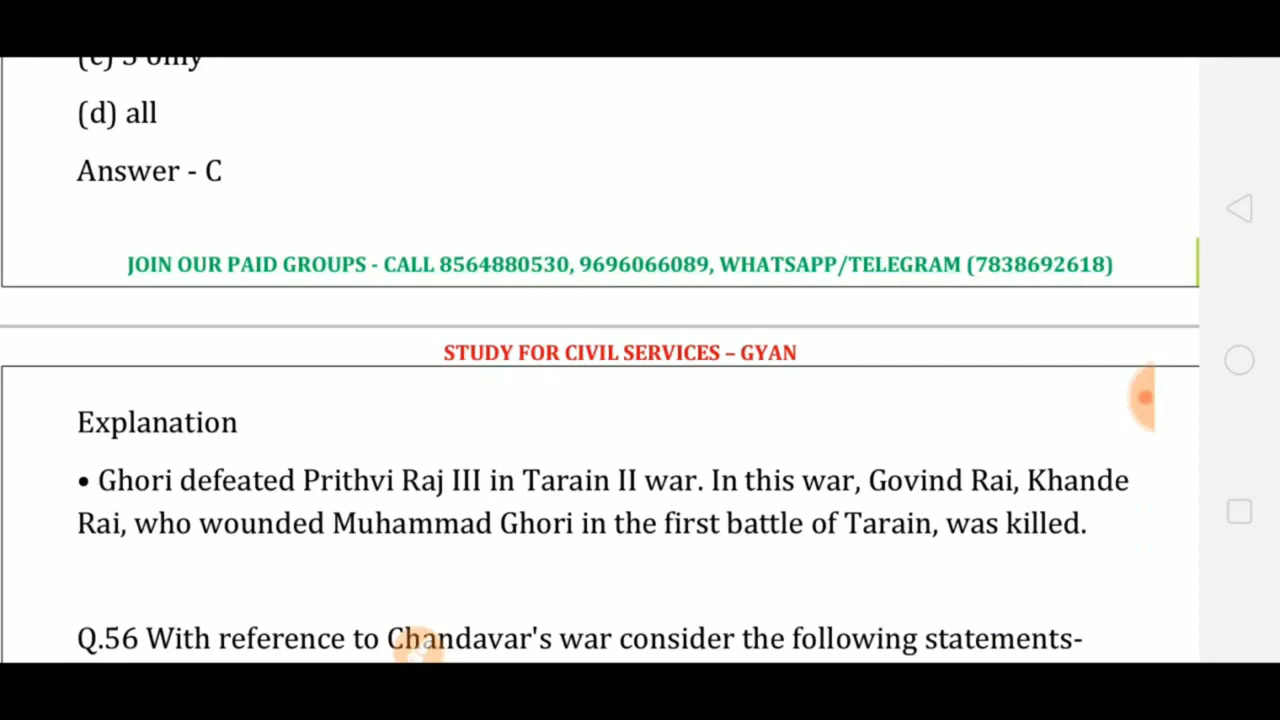 (c) 3 only
(d) all
Answer - C
JOIN OUR PAID GROUPS - CALL 8564880530, 9696066089, WHATSAPP/TELEGRAM (7838692618)
STUDY FOR CIVIL SERVICES – GYAN
Explanation
• Ghori defeated Prithvi Raj III in Tarain II war. In this war, Govind Rai, Khande
Rai, who wounded Muhammad Ghori in the first battle of Tarain, was killed.
Q.56 With reference to Chandavar's war consider the following statements-